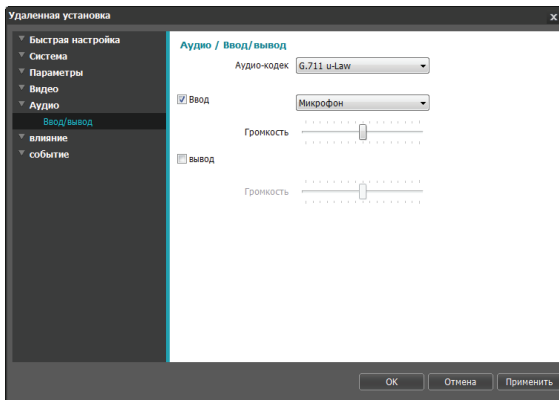 Удаленная установка x
Быстрая настройка
Система
Параметры
Видео
Аудио
Ввод/вывод
влияние
событие
Аудио / Ввод/вывод
Аудио-кодек G.711 u-Law
Ввод Микрофон
Громкость
вывод
Громкость
OK Отмена Применить